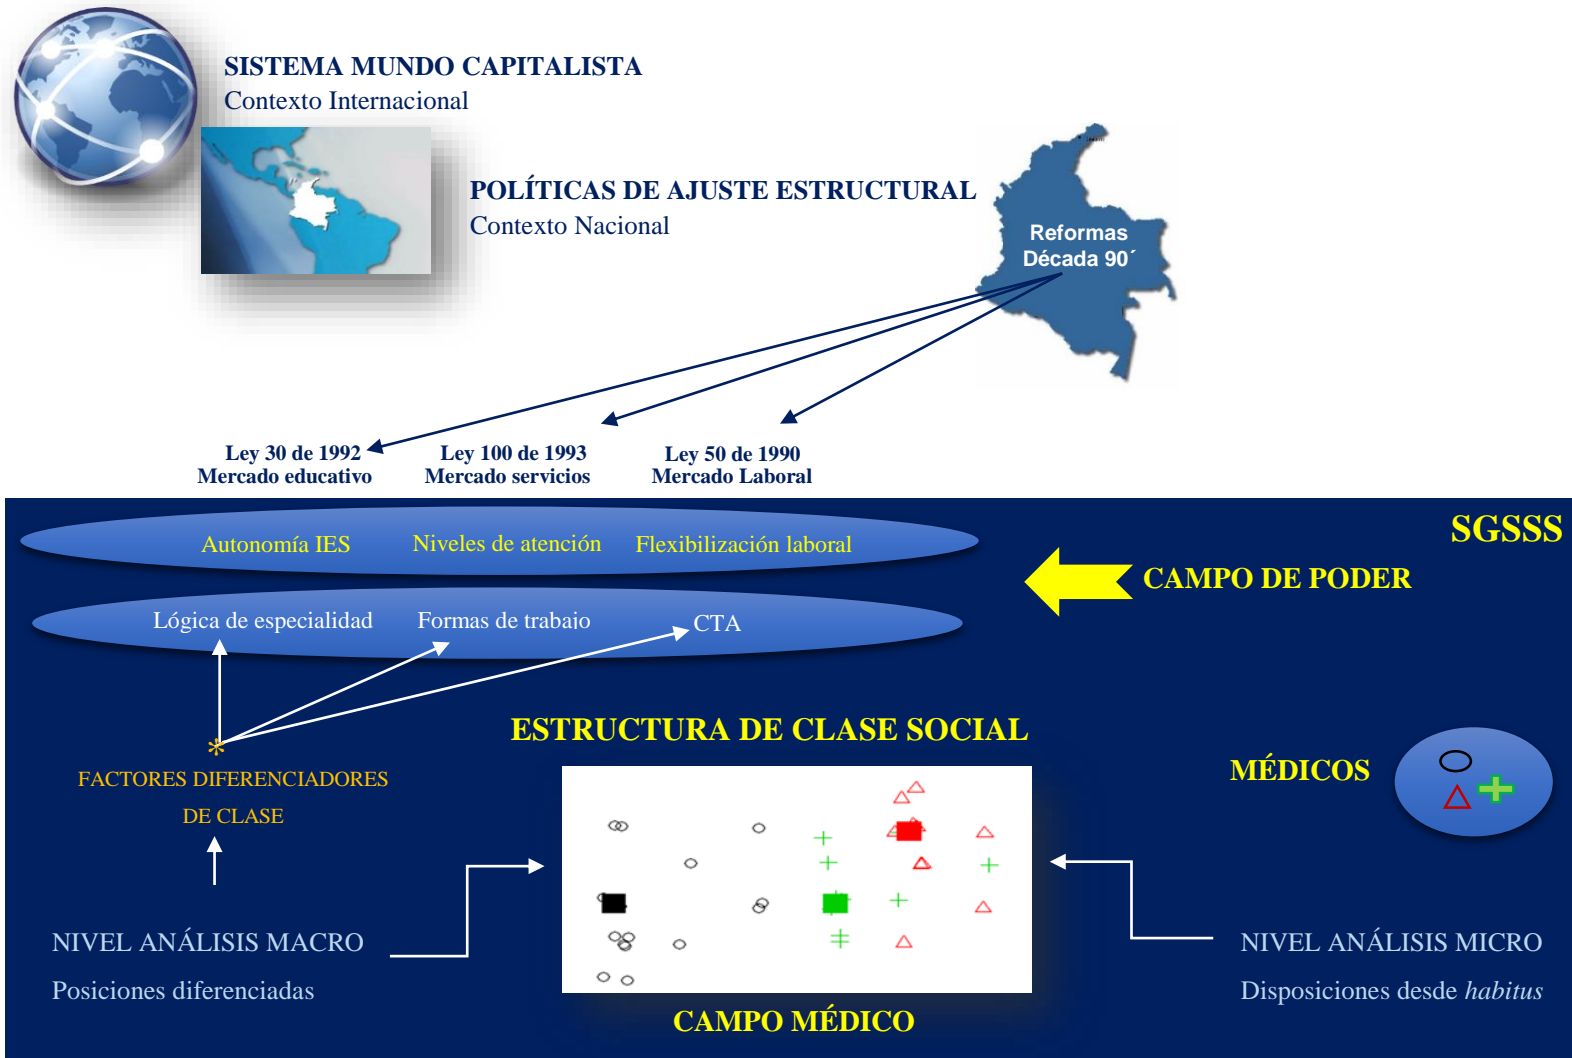 SISTEMA MUNDO CAPITALISTA
Contexto Internacional
POLÍTICAS DE AJUSTE ESTRUCTURAL
Contexto Nacional
Reformas
Década 90´
Ley 30 de 1992
Mercado educativo
Ley 100 de 1993
Mercado servicios
Ley 50 de 1990
Mercado Laboral
SGSSS
Autonomía IES
Niveles de atención
Flexibilización laboral
CAMPO DE PODER
Lógica de especialidad
Formas de trabajo
CTA
ESTRUCTURA DE CLASE SOCIAL
*
FACTORES DIFERENCIADORES
DE CLASE
MÉDICOS
NIVEL ANÁLISIS MACRO
Posiciones diferenciadas
NIVEL ANÁLISIS MICRO
Disposiciones desde habitus
CAMPO MÉDICO